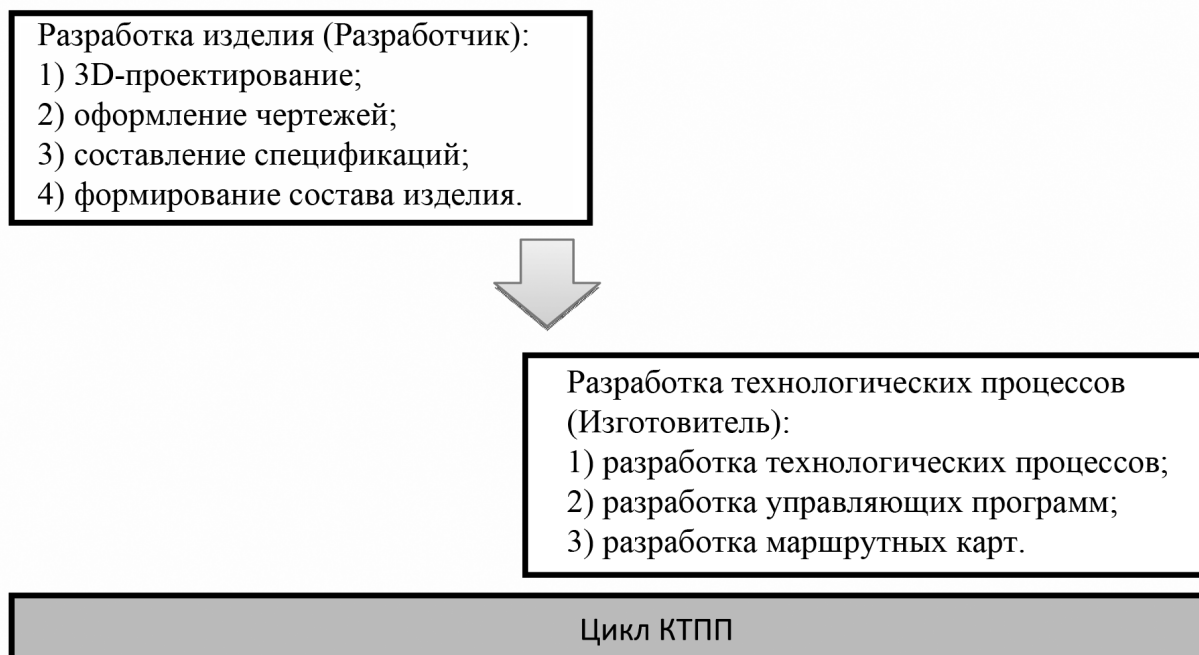 Разработка изделия (Разработчик):
1) 3D-проектирование;
2) оформление чертежей;
3) составление спецификаций;
4) формирование состава изделия.
Разработка технологических процессов
(Изготовитель):
1) разработка технологических процессов;
2) разработка управляющих программ;
3) разработка маршрутных карт.
Цикл КТПП